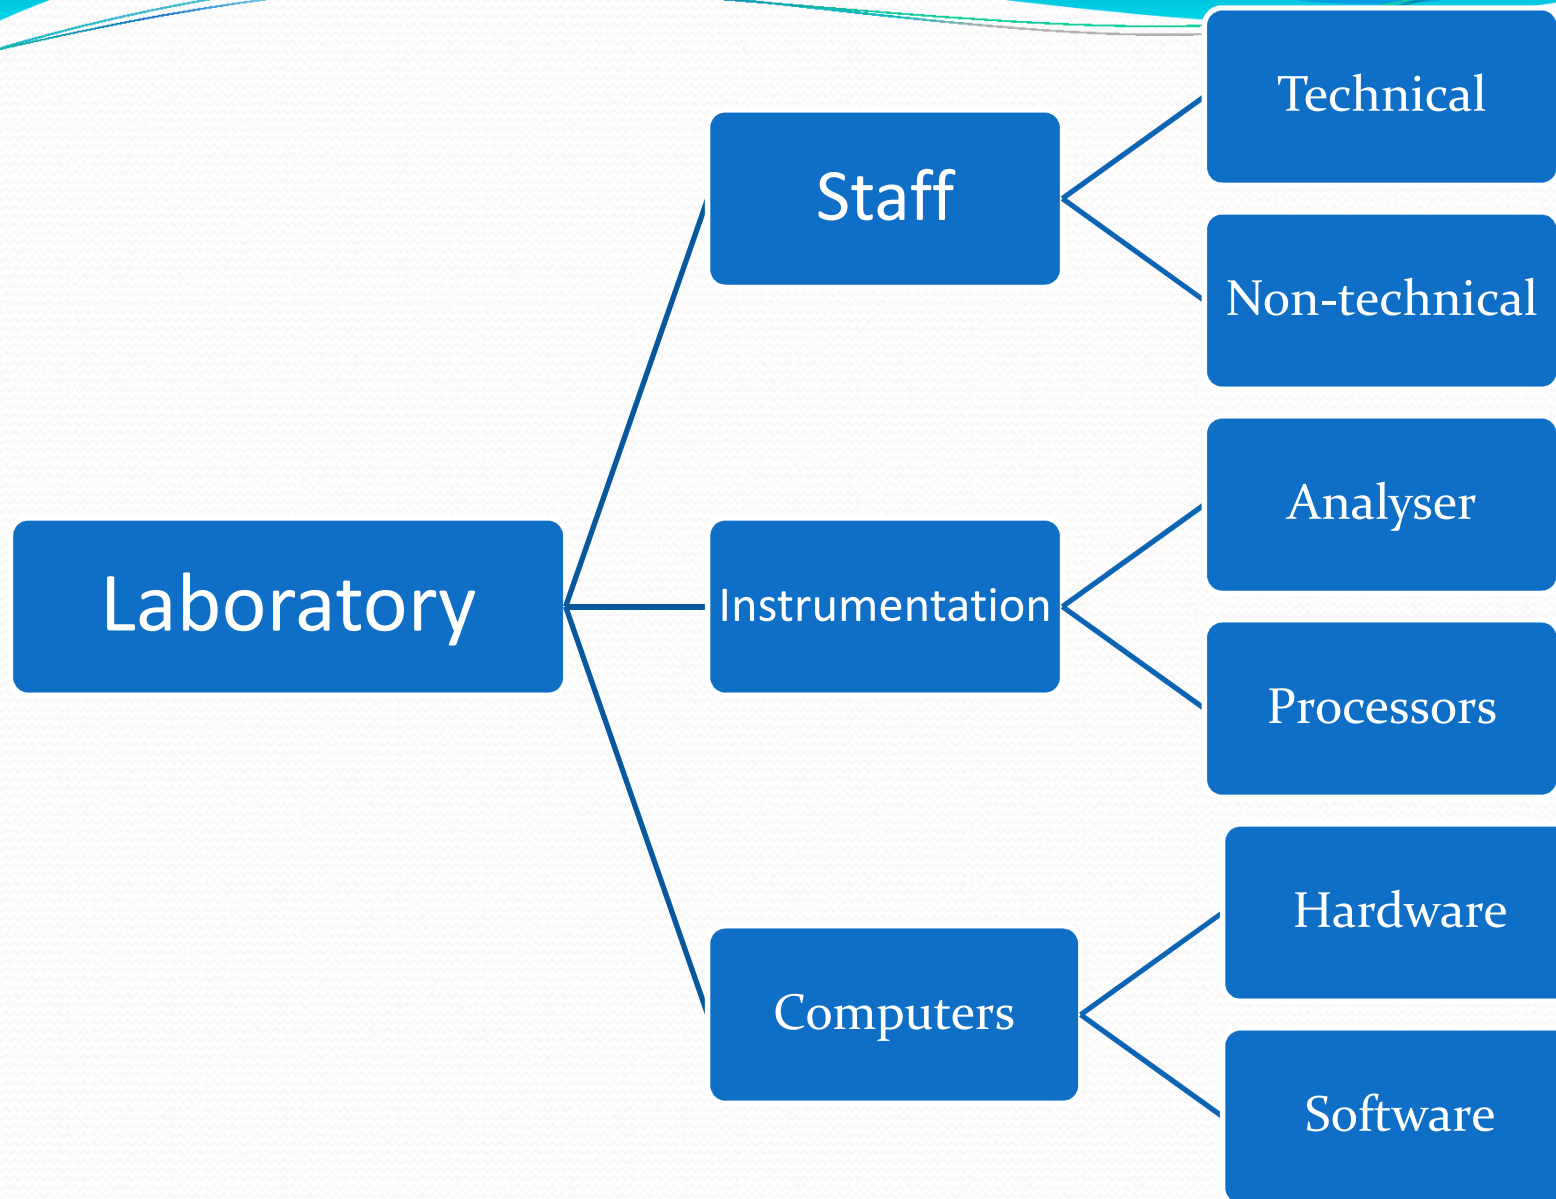 Laboratory
Staff
Technical
Non-technical
Instrumentation
Analyser
Processors
Computers
Hardware
Software